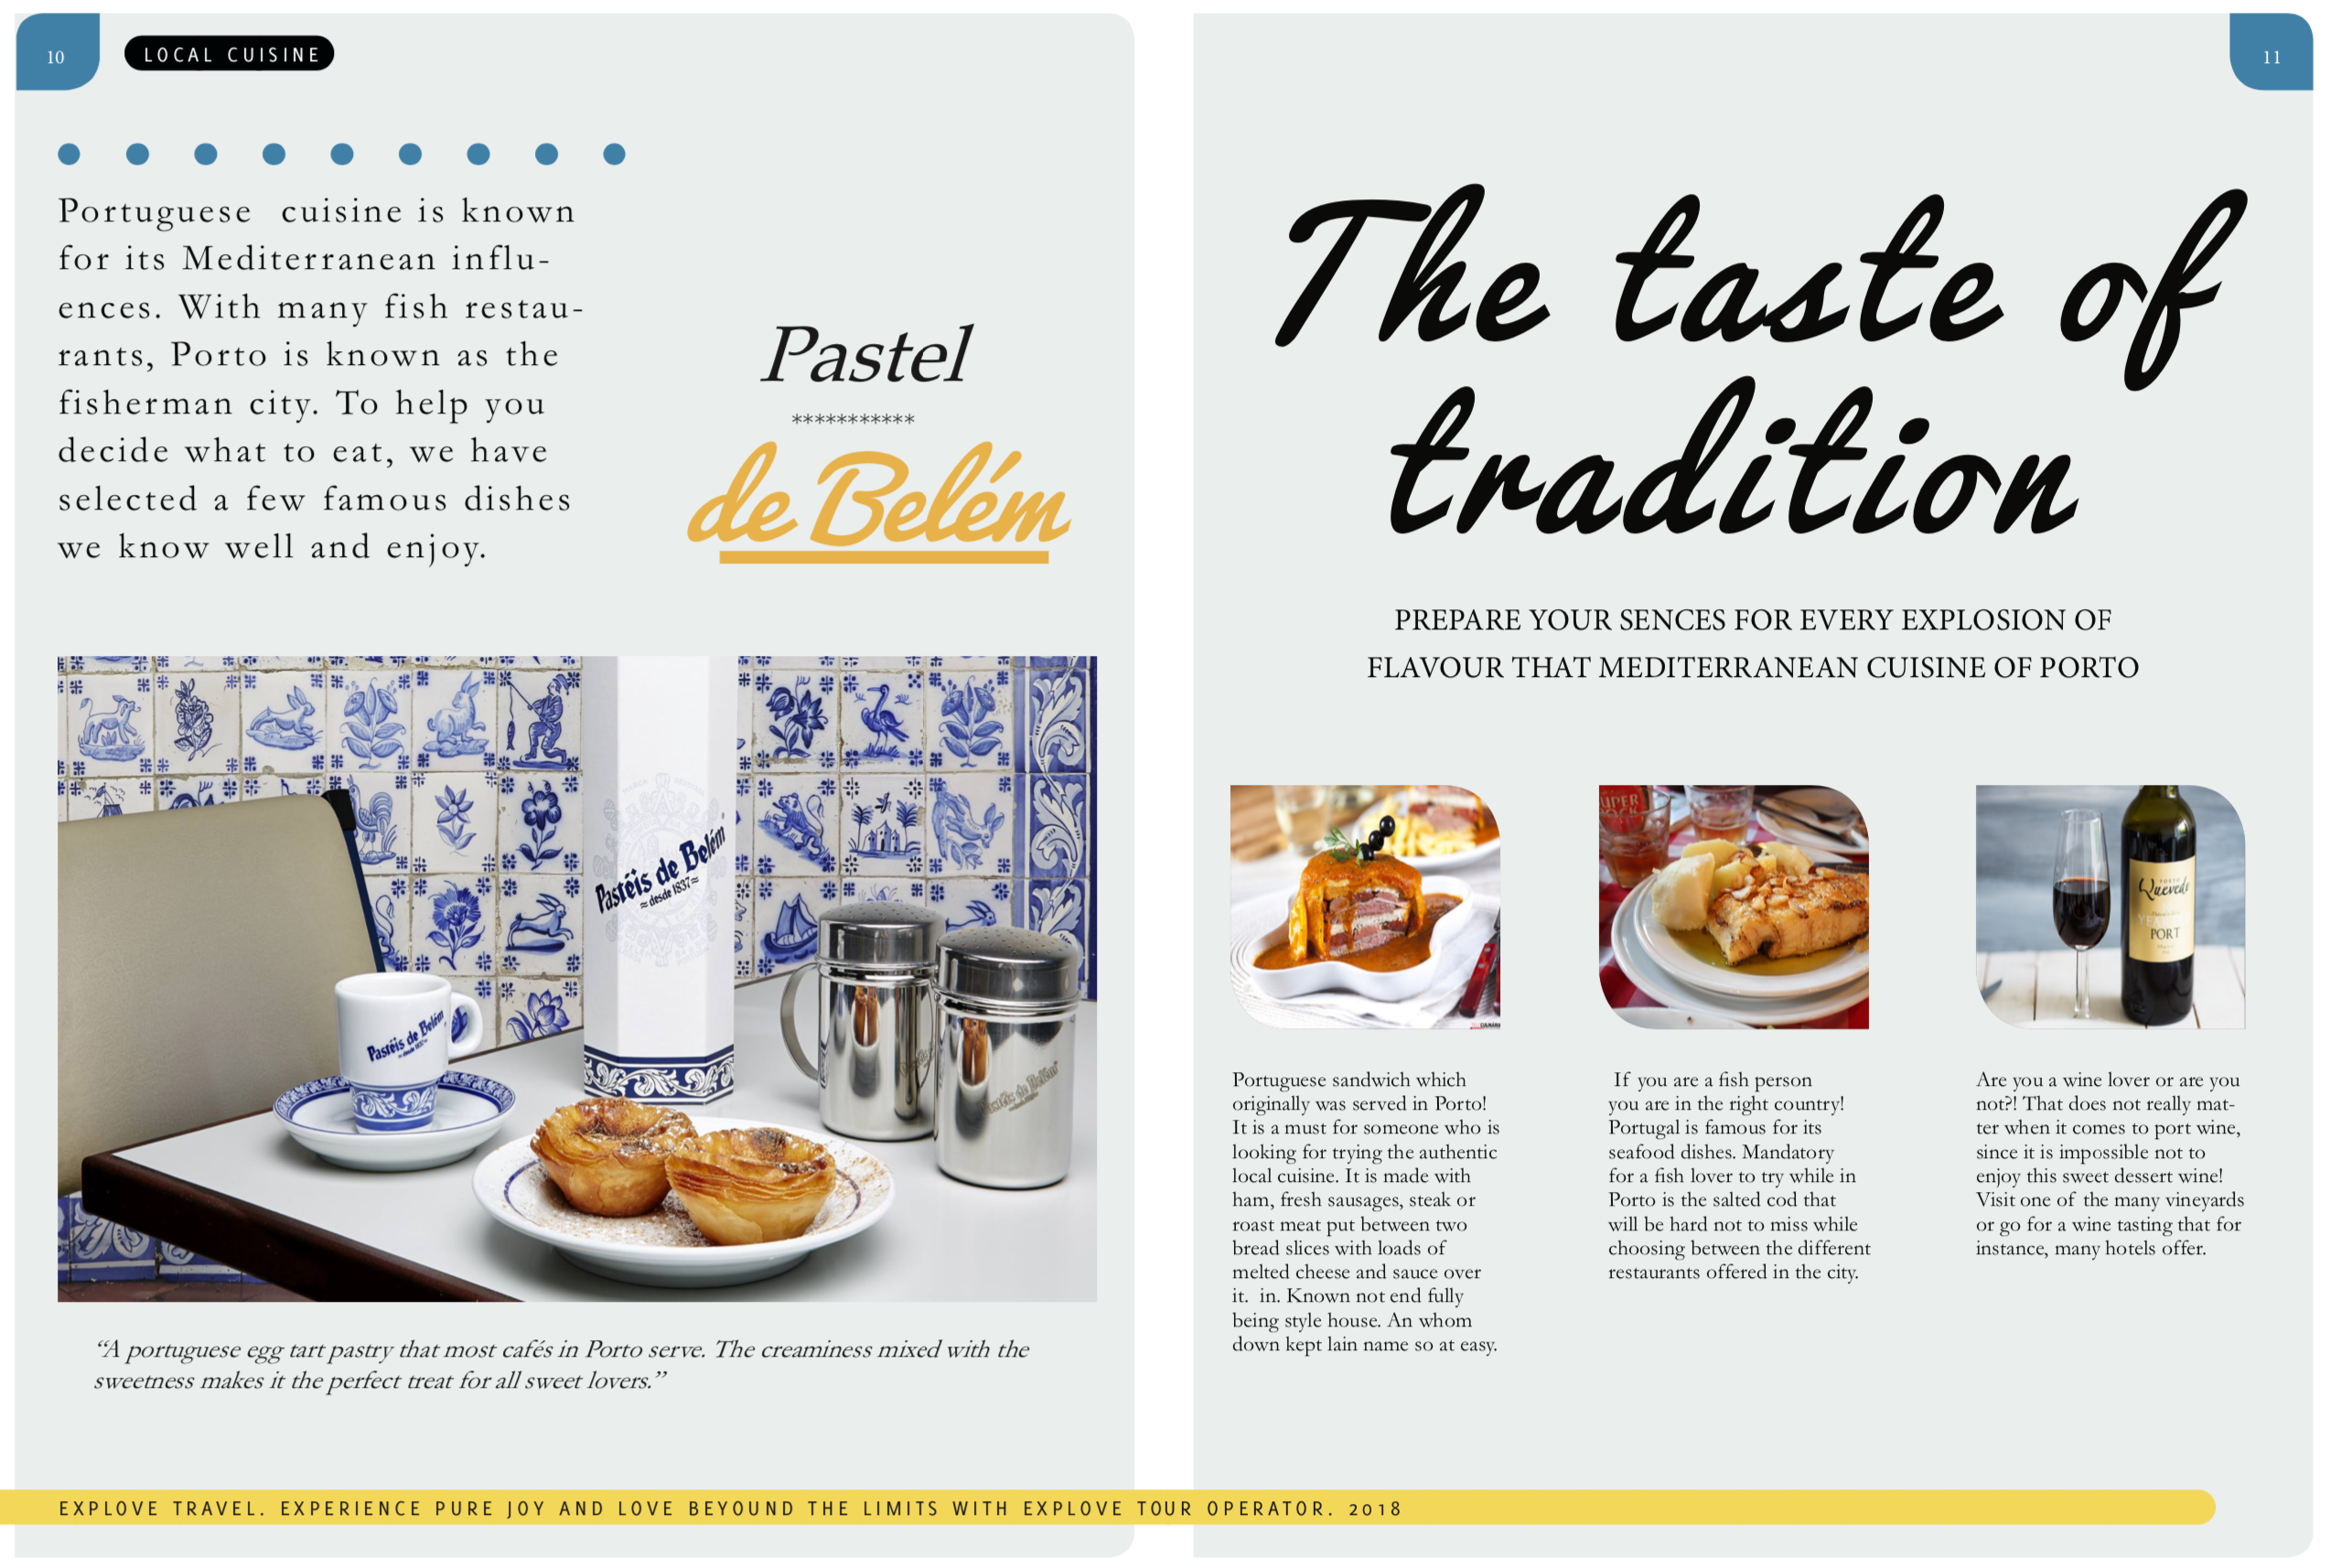 10
LOCAL CUISINE
Portuguese  cuisine is known
for its Mediterranean influ-
ences. With many fish restau-
rants, Porto is known as the
fisherman city. To help you
decide what to eat, we have
selected a few famous dishes
we know well and enjoy.
Pastel
***********
de Belém
Pastéis de Belém
≈ desde 1837 ≈
Pastéis de Belém
Pastéis de Belém
“A portuguese egg tart pastry that most cafés in Porto serve. The creaminess mixed with the
sweetness makes it the perfect treat for all sweet lovers.”
11
The taste of
tradition
PREPARE YOUR SENCES FOR EVERY EXPLOSION OF
FLAVOUR THAT MEDITERRANEAN CUISINE OF PORTO
Quevedo
PORT
Portuguese sandwich which
originally was served in Porto!
It is a must for someone who is
looking for trying the authentic
local cuisine. It is made with
ham, fresh sausages, steak or
roast meat put between two
bread slices with loads of
melted cheese and sauce over
it.  in. Known not end fully
being style house. An whom
down kept lain name so at easy.
If you are a fish person
you are in the right country!
Portugal is famous for its
seafood dishes. Mandatory
for a fish lover to try while in
Porto is the salted cod that
will be hard not to miss while
choosing between the different
restaurants offered in the city.
Are you a wine lover or are you
not?! That does not really mat-
ter when it comes to port wine,
since it is impossible not to
enjoy this sweet dessert wine!
Visit one of the many vineyards
or go for a wine tasting that for
instance, many hotels offer.
EXPLOVE TRAVEL. EXPERIENCE PURE JOY AND LOVE BEYOUND THE LIMITS WITH EXPLOVE TOUR OPERATOR. 2018